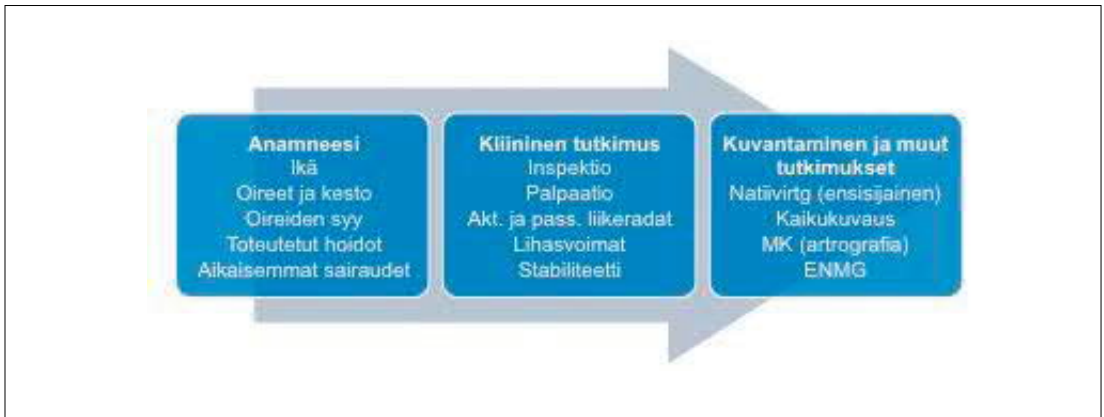 Anamneesi
Ikä
Oireet ja kesto
Oireiden syy
Toteutetut hoidot
Aikaisemmat sairaudet
Kliininen tutkimus
Inspektio
Palpaatio
Akt. ja pass. liikeradat
Lihasvoimat
Stabiliteetti
Kuvantaminen ja muut
tutkimukset
Natiivirtg (ensisijainen)
Kaikukuvaus
MK (artrografia)
ENMG